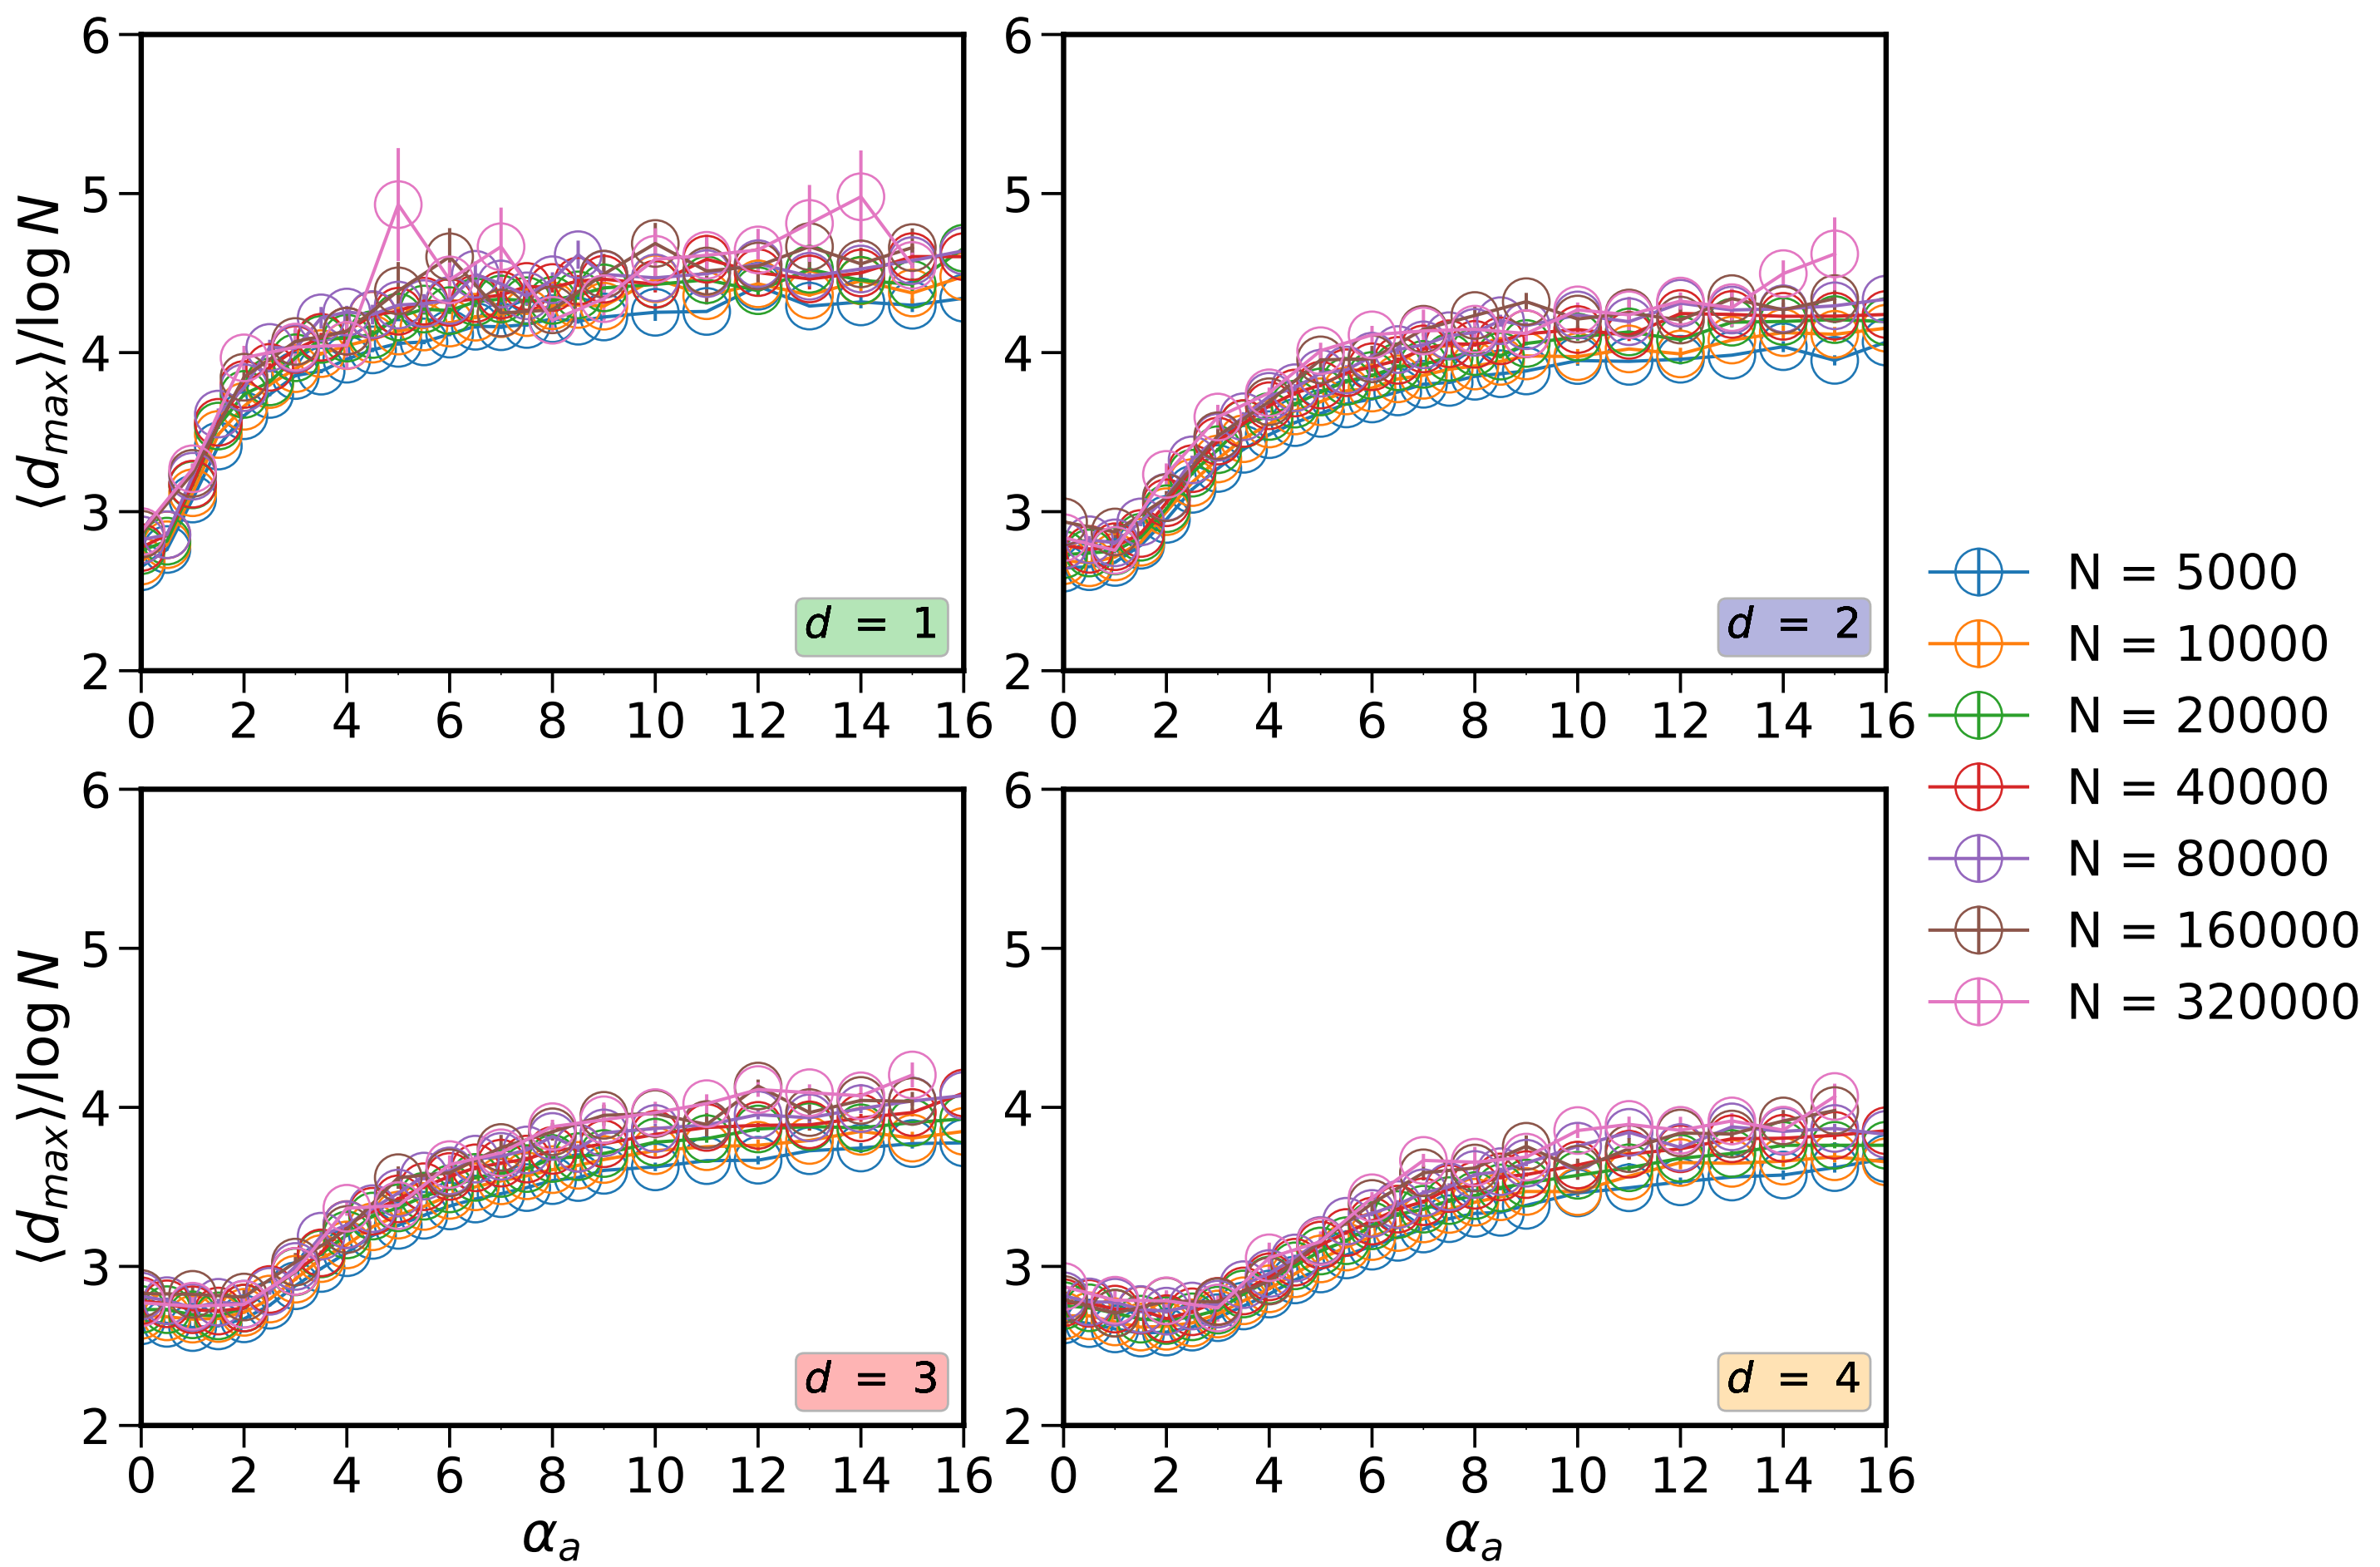 6
5
4
3
2
⟨d_max⟩/log N
0 2 4 6 8 10 12 14 16
d = 1
6
5
4
3
2
0 2 4 6 8 10 12 14 16
d = 2
6
5
4
3
2
⟨d_max⟩/log N
0 2 4 6 8 10 12 14 16
α_a
d = 3
6
5
4
3
2
0 2 4 6 8 10 12 14 16
α_a
d = 4
N = 5000
N = 10000
N = 20000
N = 40000
N = 80000
N = 160000
N = 320000